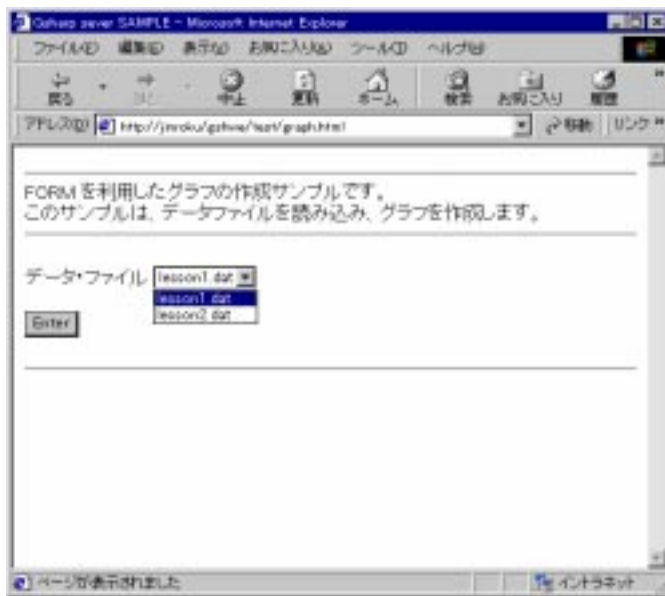 Gsharp sever SAMPLE - Microsoft Internet Explorer
ファイル(F) 編集(E) 表示(V) お気に入り(A) ツール(T) ヘルプ(H)
戻る 中止 更新 ホーム 検索 お気に入り 履歴
アドレス(D) 移動 リンク
FORM を利用したグラフの作成サンプルです。
このサンプルは、データファイルを読み込み、グラフを作成します。
データ・ファイル lesson1.dat
lesson1.dat
lesson2.dat
Enter
ページが表示されました イントラネット